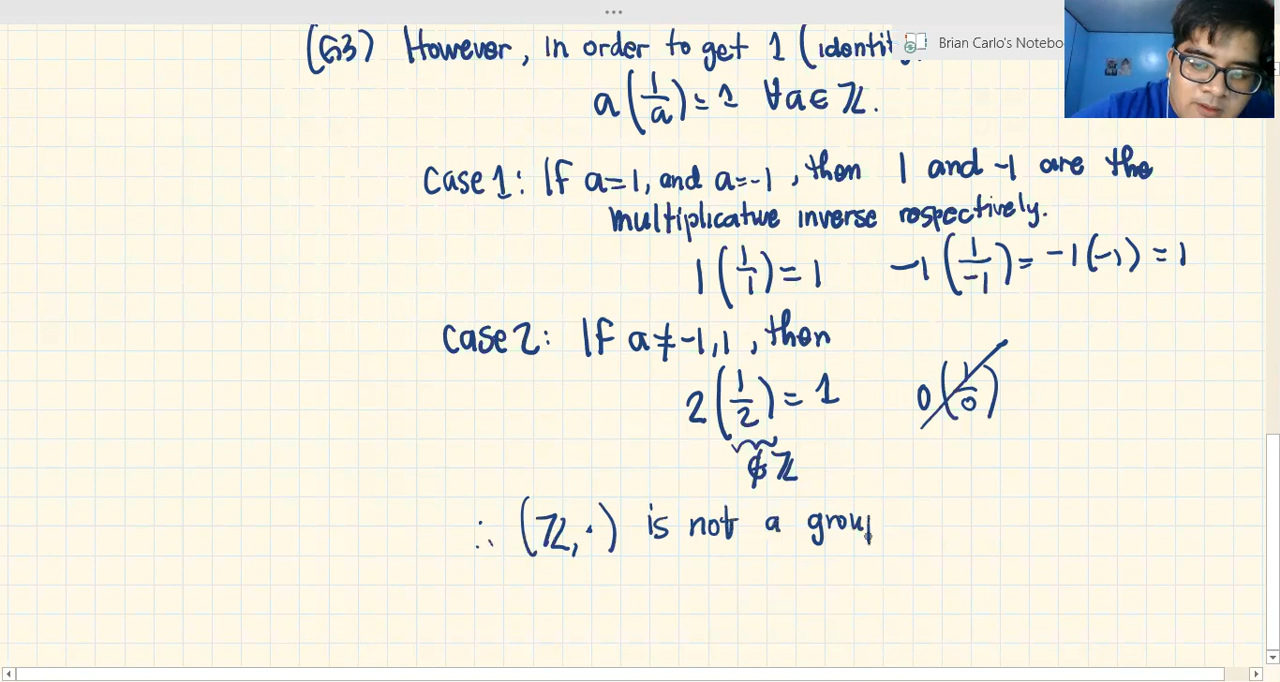 (G3) However, in order to get 1 (identity
Brian Carlo's Notebo
a(1/a) = 1 ∀a∈ℤ.
Case 1: If a=1, and a=-1, then 1 and -1 are the
multiplicative inverse respectively.
1(1/1) = 1 -1(1/-1) = -1(-1) = 1
Case 2: If a≠-1,1, then
2(1/2) = 1 0(1/0)
∉ℤ
∴ (ℤ,·) is not a group